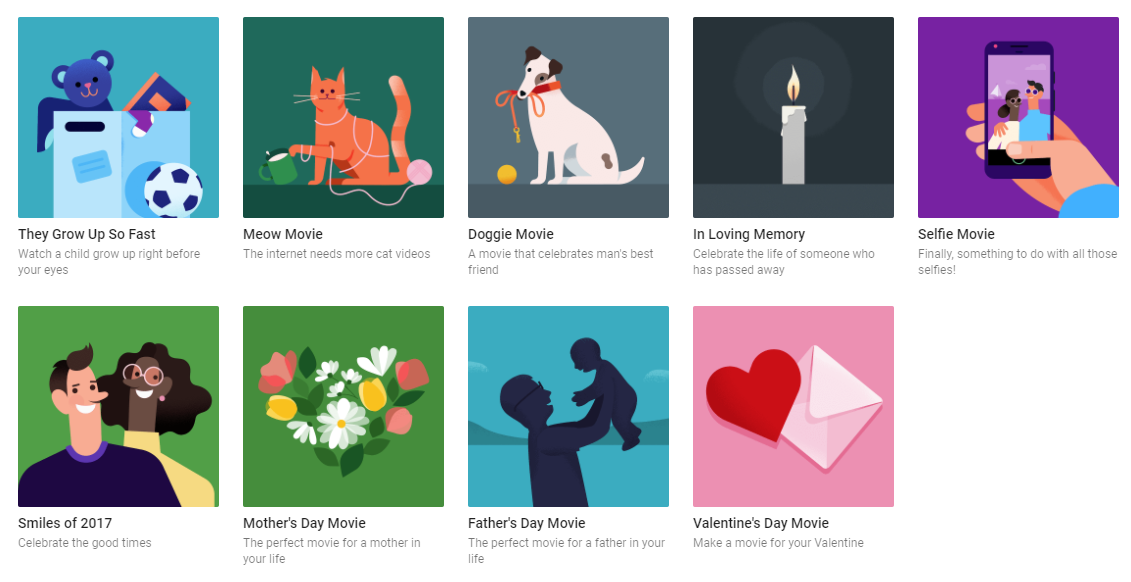 They Grow Up So Fast
Watch a child grow up right before
your eyes
Meow Movie
The internet needs more cat videos
Doggie Movie
A movie that celebrates man's best
friend
In Loving Memory
Celebrate the life of someone who
has passed away
Selfie Movie
Finally, something to do with all those
selfies!
Smiles of 2017
Celebrate the good times
Mother's Day Movie
The perfect movie for a mother in
your life
Father's Day Movie
The perfect movie for a father in your
life
Valentine's Day Movie
Make a movie for your Valentine